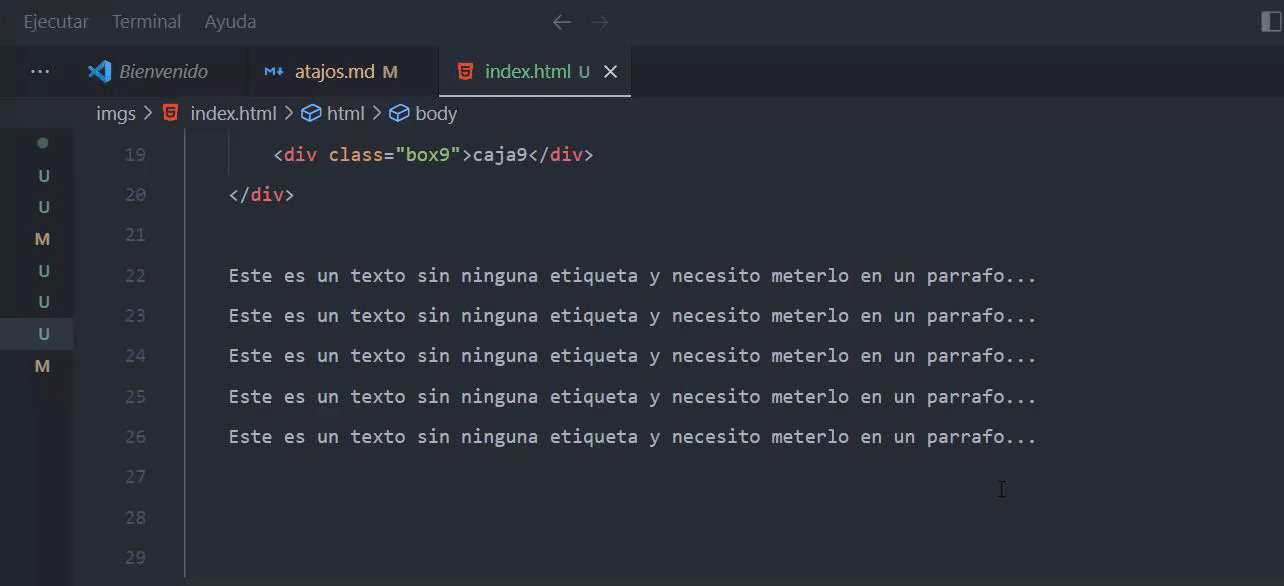 Ejecutar Terminal Ayuda
··· Bienvenido atajos.md M index.html U
imgs > index.html > html > body
19 <div class="box9">caja9</div>
U
20 </div>
U
21
M
22 Este es un texto sin ninguna etiqueta y necesito meterlo en un parrafo...
U
23 Este es un texto sin ninguna etiqueta y necesito meterlo en un parrafo...
U
24 Este es un texto sin ninguna etiqueta y necesito meterlo en un parrafo...
U
M
25 Este es un texto sin ninguna etiqueta y necesito meterlo en un parrafo...
26 Este es un texto sin ninguna etiqueta y necesito meterlo en un parrafo...
27
28
29